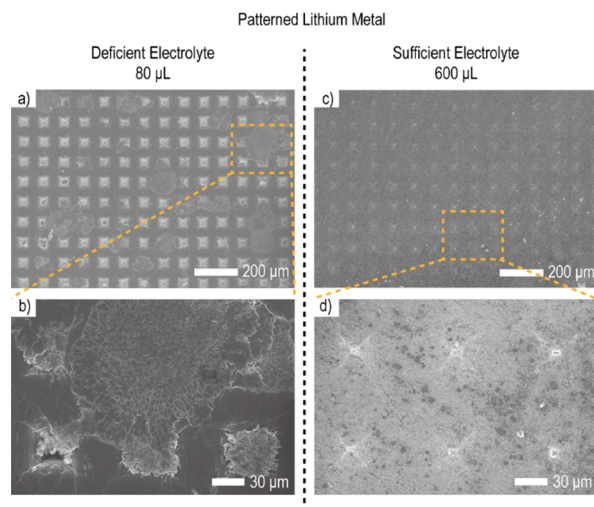 Patterned Lithium Metal
Deficient Electrolyte
80 µL
Sufficient Electrolyte
600 µL
a)
200 µm
c)
200 µm
b)
30 µm
d)
30 µm